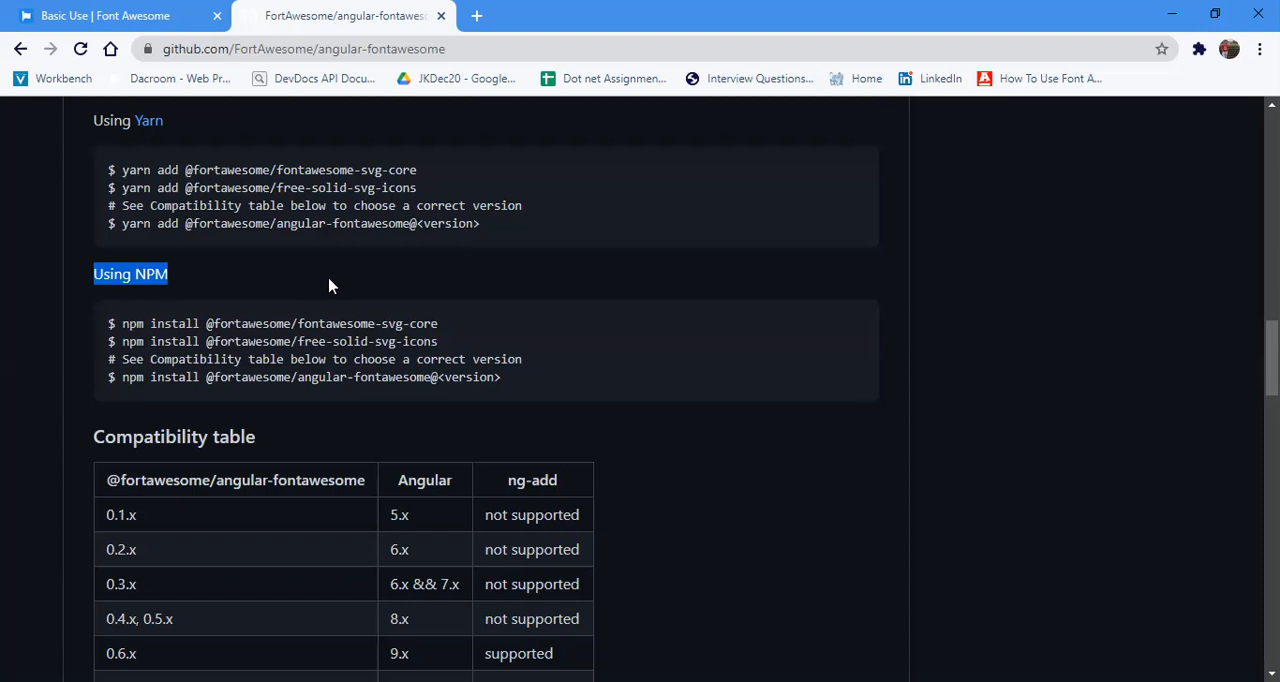 Basic Use | Font Awesome
FortAwesome/angular-fontawes
github.com/FortAwesome/angular-fontawesome
Workbench
Dacroom - Web Pr...
DevDocs API Docu...
JKDec20 - Google...
Dot net Assignmen...
Interview Questions...
Home
LinkedIn
How To Use Font A...
Using Yarn
$ yarn add @fortawesome/fontawesome-svg-core
$ yarn add @fortawesome/free-solid-svg-icons
# See Compatibility table below to choose a correct version
$ yarn add @fortawesome/angular-fontawesome@<version>
Using NPM
$ npm install @fortawesome/fontawesome-svg-core
$ npm install @fortawesome/free-solid-svg-icons
# See Compatibility table below to choose a correct version
$ npm install @fortawesome/angular-fontawesome@<version>
Compatibility table
@fortawesome/angular-fontawesome Angular ng-add
0.1.x 5.x not supported
0.2.x 6.x not supported
0.3.x 6.x && 7.x not supported
0.4.x, 0.5.x 8.x not supported
0.6.x 9.x supported